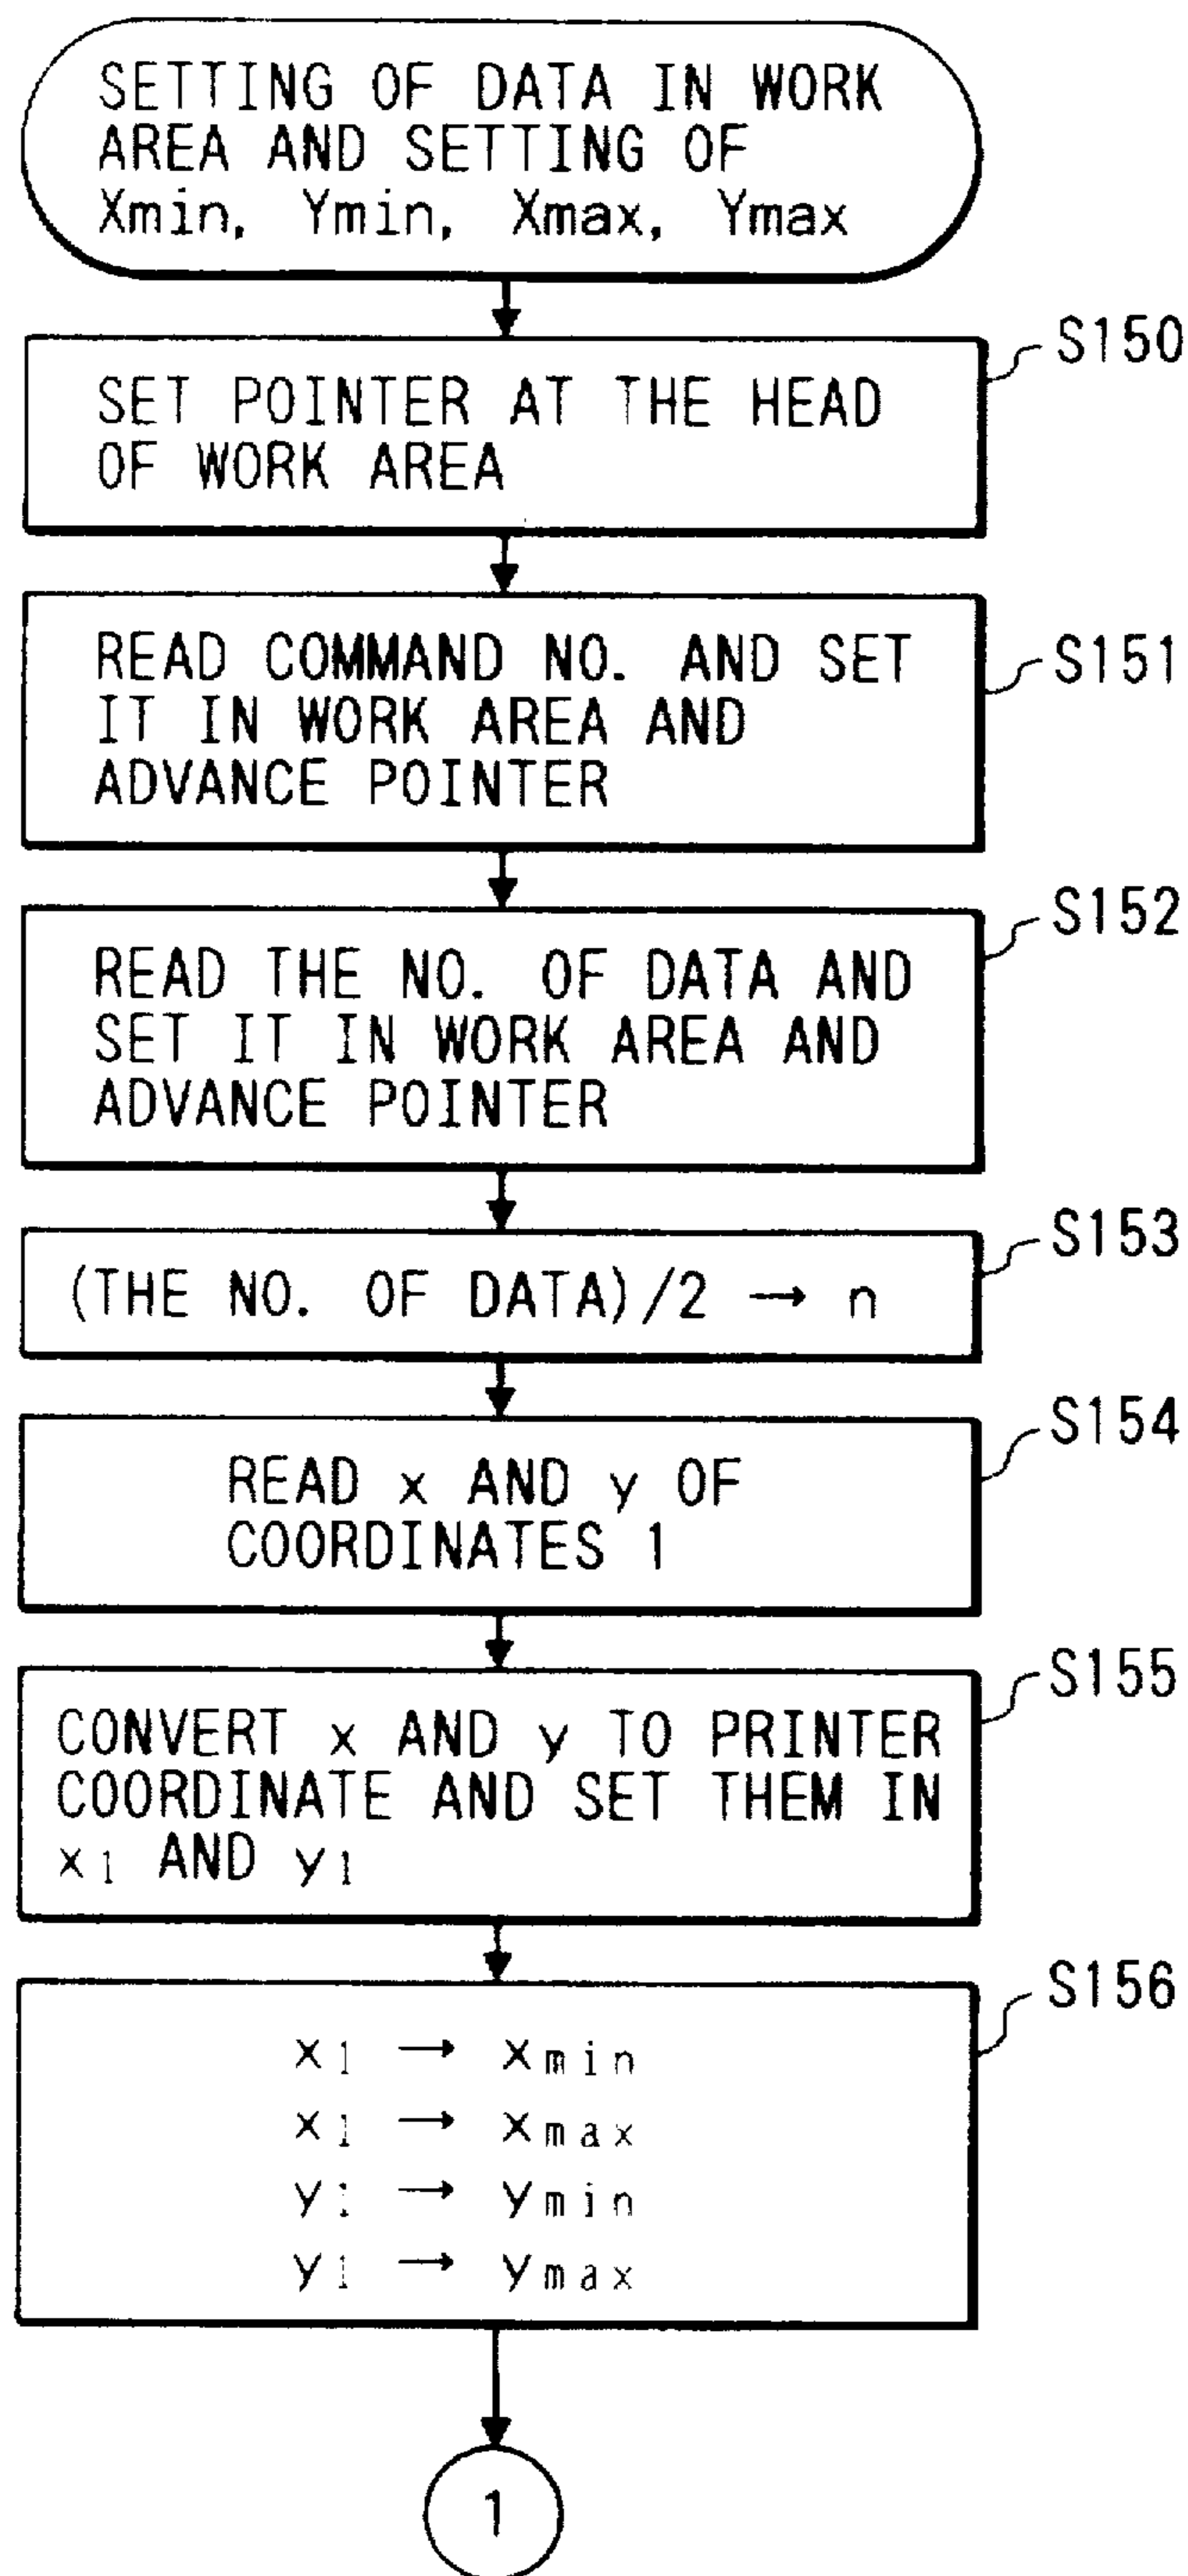 SETTING OF DATA IN WORK
AREA AND SETTING OF
Xmin, Ymin, Xmax, Ymax
S150
SET POINTER AT THE HEAD
OF WORK AREA
S151
READ COMMAND NO. AND SET
IT IN WORK AREA AND
ADVANCE POINTER
S152
READ THE NO. OF DATA AND
SET IT IN WORK AREA AND
ADVANCE POINTER
S153
(THE NO. OF DATA)/2 → n
S154
READ x AND y OF
COORDINATES 1
S155
CONVERT x AND y TO PRINTER
COORDINATE AND SET THEM IN
x₁ AND y₁
S156
x₁ → xmin
x₁ → xmax
y₁ → ymin
y₁ → ymax
1